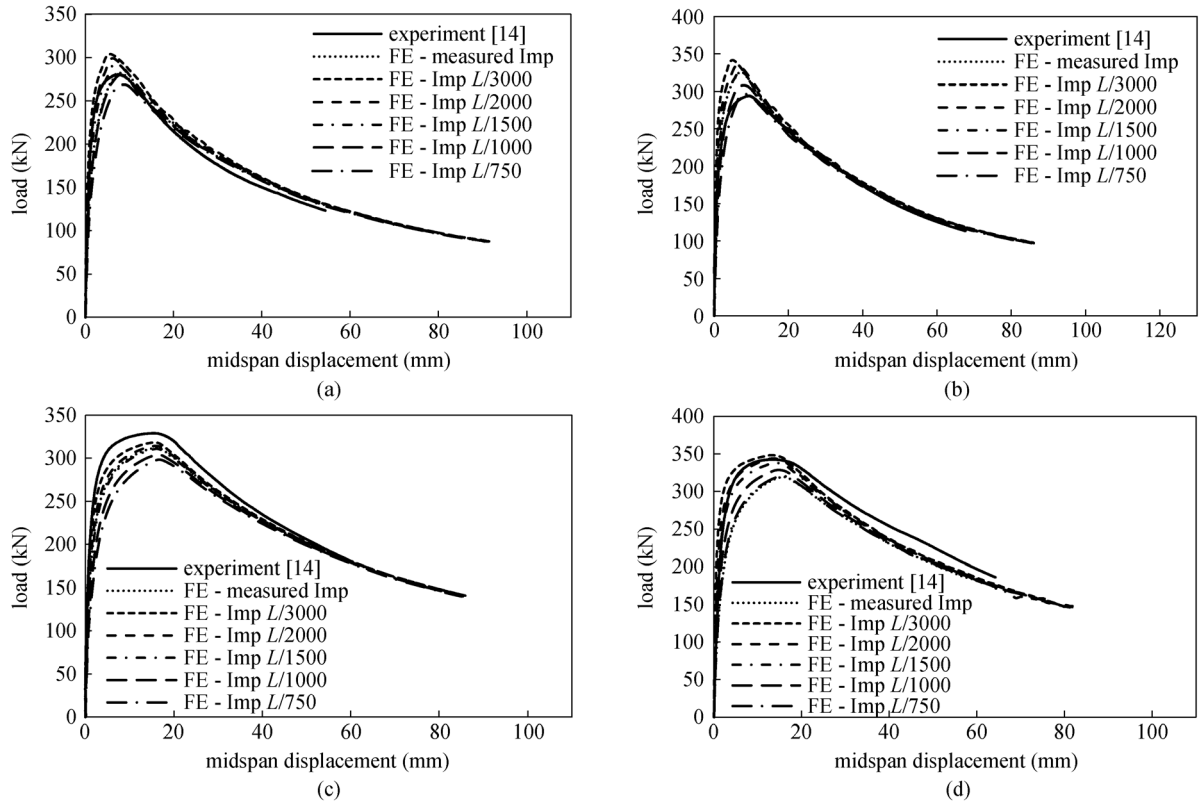 350
300
250
200
150
100
50
0
load (kN)
experiment [14]
FE - measured Imp
FE - Imp L/3000
FE - Imp L/2000
FE - Imp L/1500
FE - Imp L/1000
FE - Imp L/750
0 20 40 60 80 100
midspan displacement (mm)
(a)
400
350
300
250
200
150
100
50
0
load (kN)
experiment [14]
FE - measured Imp
FE - Imp L/3000
FE - Imp L/2000
FE - Imp L/1500
FE - Imp L/1000
FE - Imp L/750
0 20 40 60 80 100 120
midspan displacement (mm)
(b)
350
300
250
200
150
100
50
0
load (kN)
experiment [14]
FE - measured Imp
FE - Imp L/3000
FE - Imp L/2000
FE - Imp L/1500
FE - Imp L/1000
FE - Imp L/750
0 20 40 60 80 100
midspan displacement (mm)
(c)
400
350
300
250
200
150
100
50
0
load (kN)
experiment [14]
FE - measured Imp
FE - Imp L/3000
FE - Imp L/2000
FE - Imp L/1500
FE - Imp L/1000
FE - Imp L/750
0 20 40 60 80 100
midspan displacement (mm)
(d)